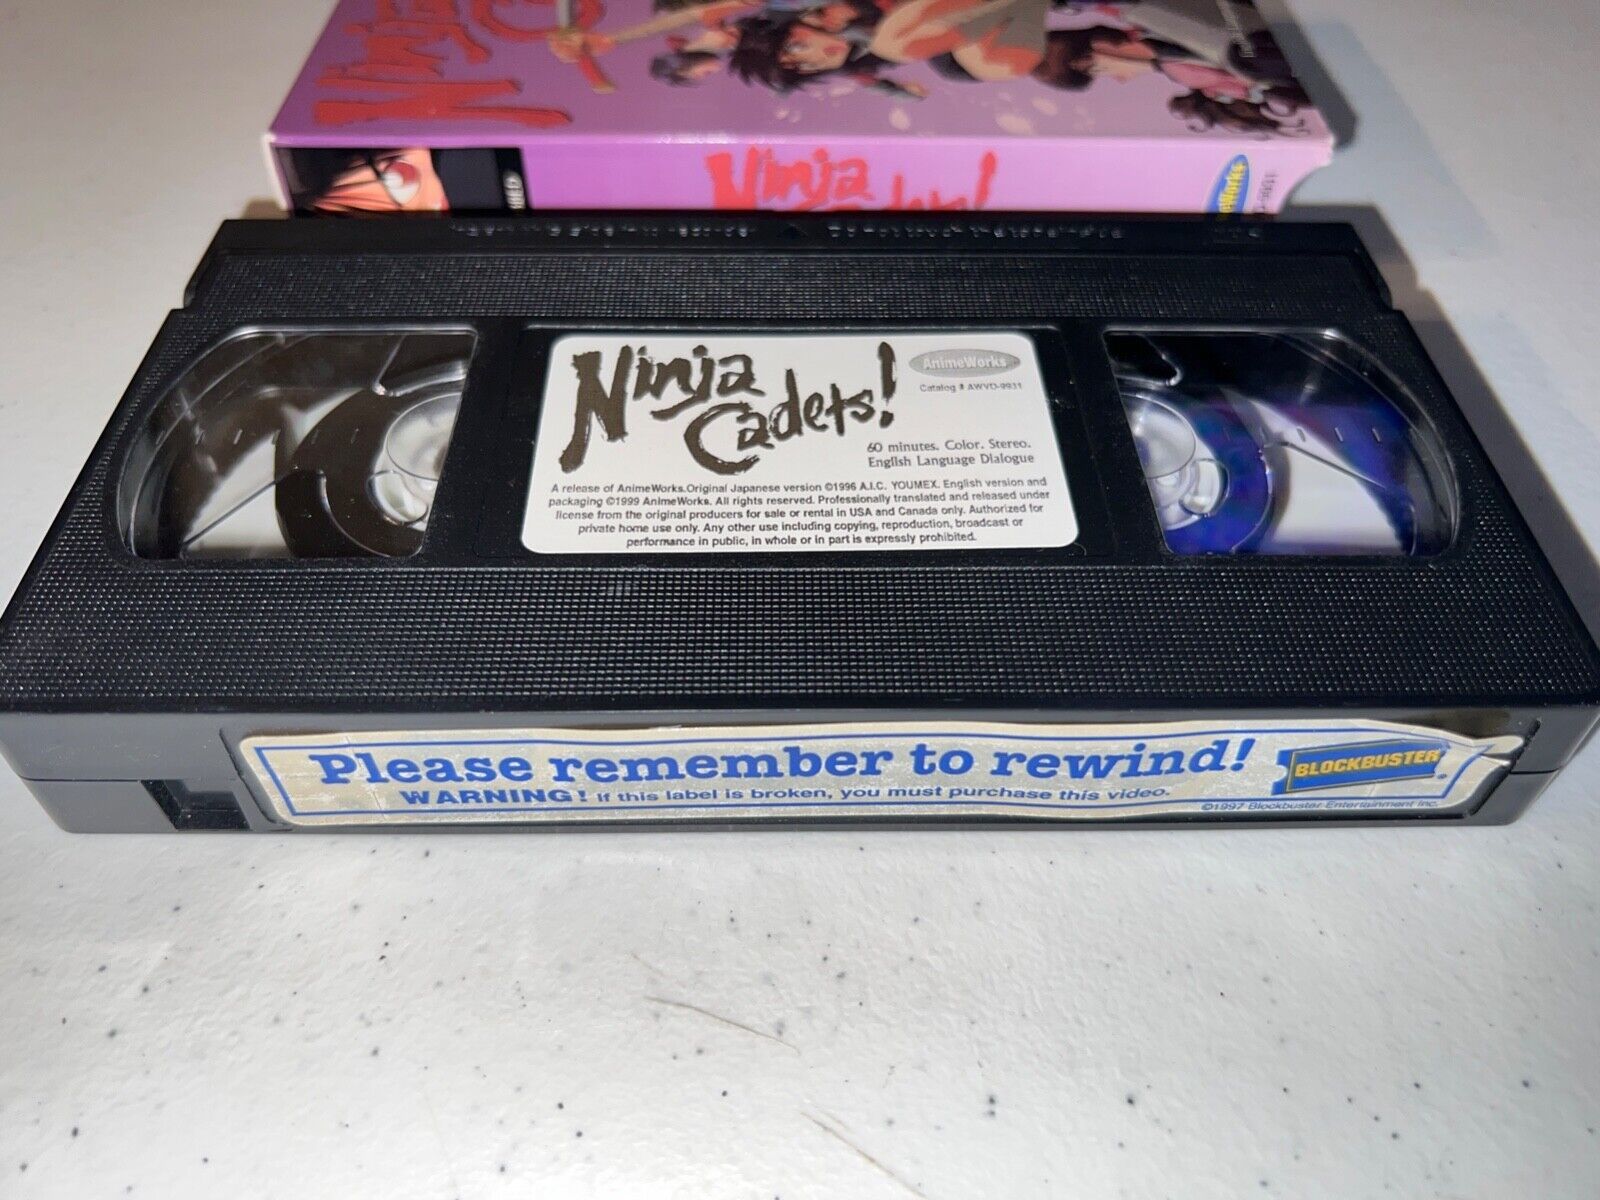 Ninja
Ninja
Cadets!
Ninja
Cadets!
AnimeWorks
Catalog # AWVD-9931
60 minutes. Color. Stereo.
English Language Dialogue
A release of AnimeWorks.Original Japanese version ©1996 A.I.C. YOUMEX. English version and
packaging ©1999 AnimeWorks. All rights reserved. Professionally translated and released under
license from the original producers for sale or rental in USA and Canada only. Authorized for
private home use only. Any other use including copying, reproduction, broadcast or
performance in public, in whole or in part is expressly prohibited.
Please remember to rewind!
WARNING! If this label is broken, you must purchase this video.
BLOCKBUSTER®
©1997 Blockbuster Entertainment Inc.